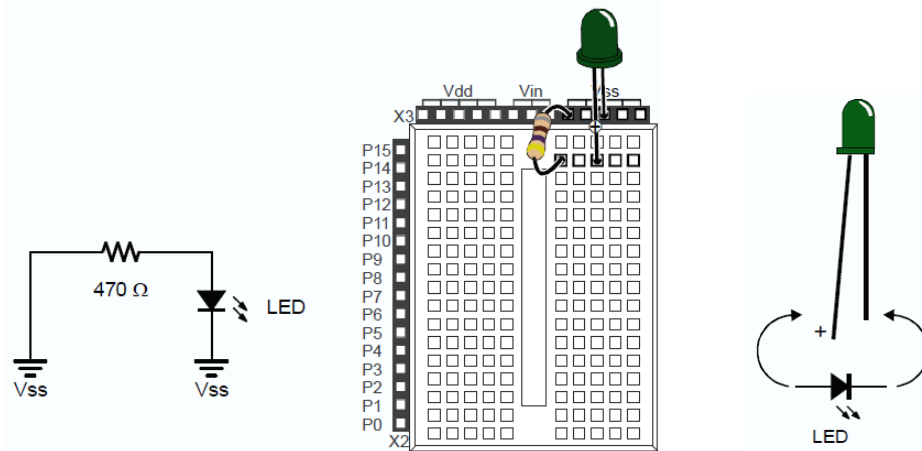 470 Ω
LED
Vss
Vss
Vdd
Vin
Vss
X3
P15
P14
P13
P12
P11
P10
P9
P8
P7
P6
P5
P4
P3
P2
P1
P0
X2
+
LED